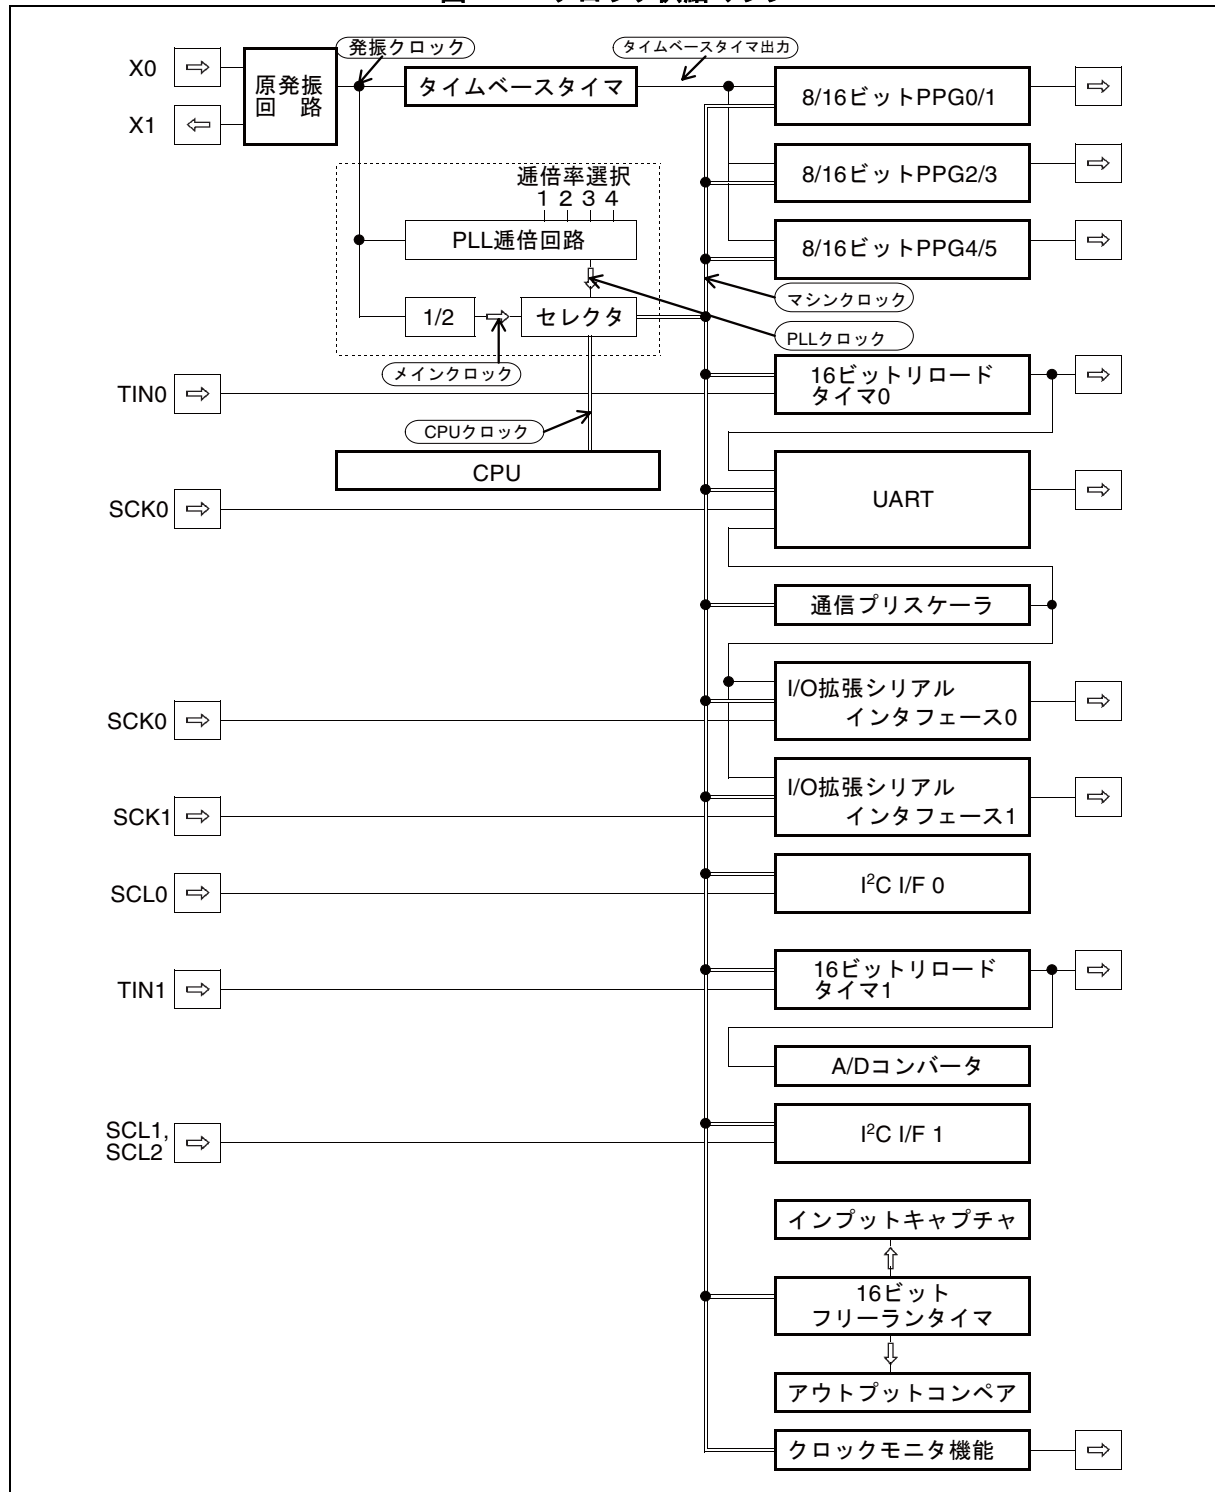 発振クロック
タイムベースタイマ出力
X0
X1
原発振
回 路
タイムベースタイマ
8/16ビットPPG0/1
8/16ビットPPG2/3
8/16ビットPPG4/5
逓倍率選択
1 2 3 4
PLL逓倍回路
1/2
セレクタ
マシンクロック
PLLクロック
メインクロック
TIN0
16ビットリロード
タイマ0
CPUクロック
CPU
SCK0
UART
通信プリスケーラ
SCK0
I/O拡張シリアル
インタフェース0
SCK1
I/O拡張シリアル
インタフェース1
SCL0
I²C I/F 0
TIN1
16ビットリロード
タイマ1
A/Dコンバータ
SCL1,
SCL2
I²C I/F 1
インプットキャプチャ
16ビット
フリーランタイマ
アウトプットコンペア
クロックモニタ機能